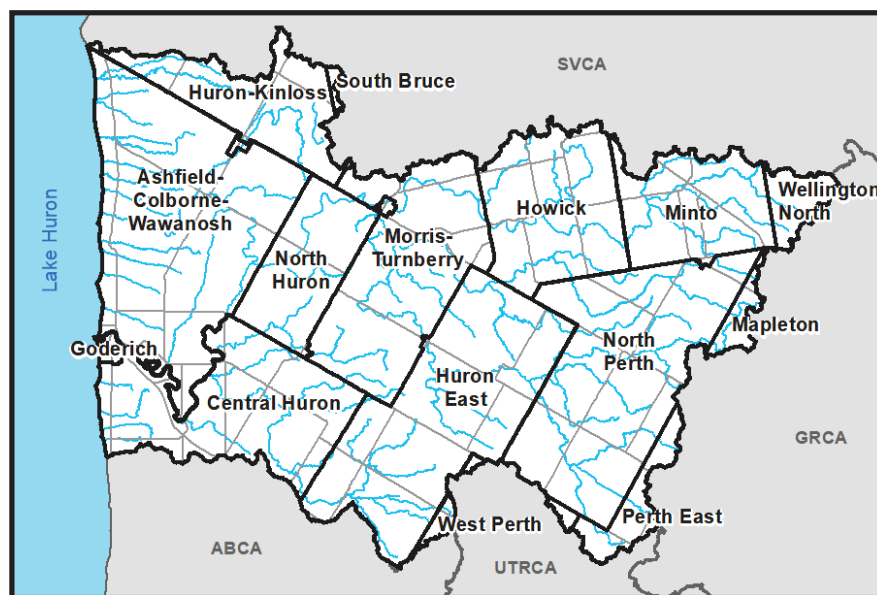 SVCA
South Bruce
Huron-Kinloss
Ashfield-
Colborne-
Wawanosh
Wellington
North
Howick
Minto
Morris-
Turnberry
North
Huron
Lake Huron
Goderich
Mapleton
North
Perth
Huron
East
Central Huron
GRCA
West Perth
Perth East
ABCA
UTRCA